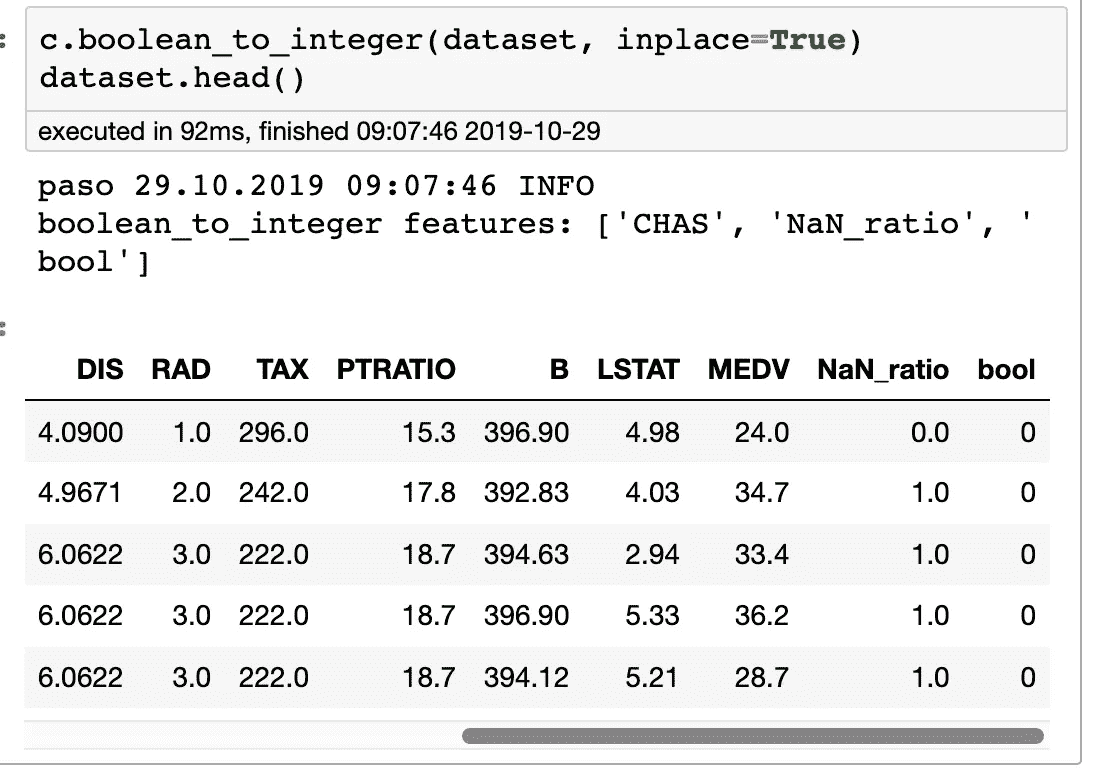 c.boolean_to_integer(dataset, inplace=True)
dataset.head()
executed in 92ms, finished 09:07:46 2019-10-29
paso 29.10.2019 09:07:46 INFO
boolean_to_integer features: ['CHAS', 'NaN_ratio', '
bool']
DIS RAD TAX PTRATIO B LSTAT MEDV NaN_ratio bool
4.0900 1.0 296.0 15.3 396.90 4.98 24.0 0.0 0
4.9671 2.0 242.0 17.8 392.83 4.03 34.7 1.0 0
6.0622 3.0 222.0 18.7 394.63 2.94 33.4 1.0 0
6.0622 3.0 222.0 18.7 396.90 5.33 36.2 1.0 0
6.0622 3.0 222.0 18.7 394.12 5.21 28.7 1.0 0